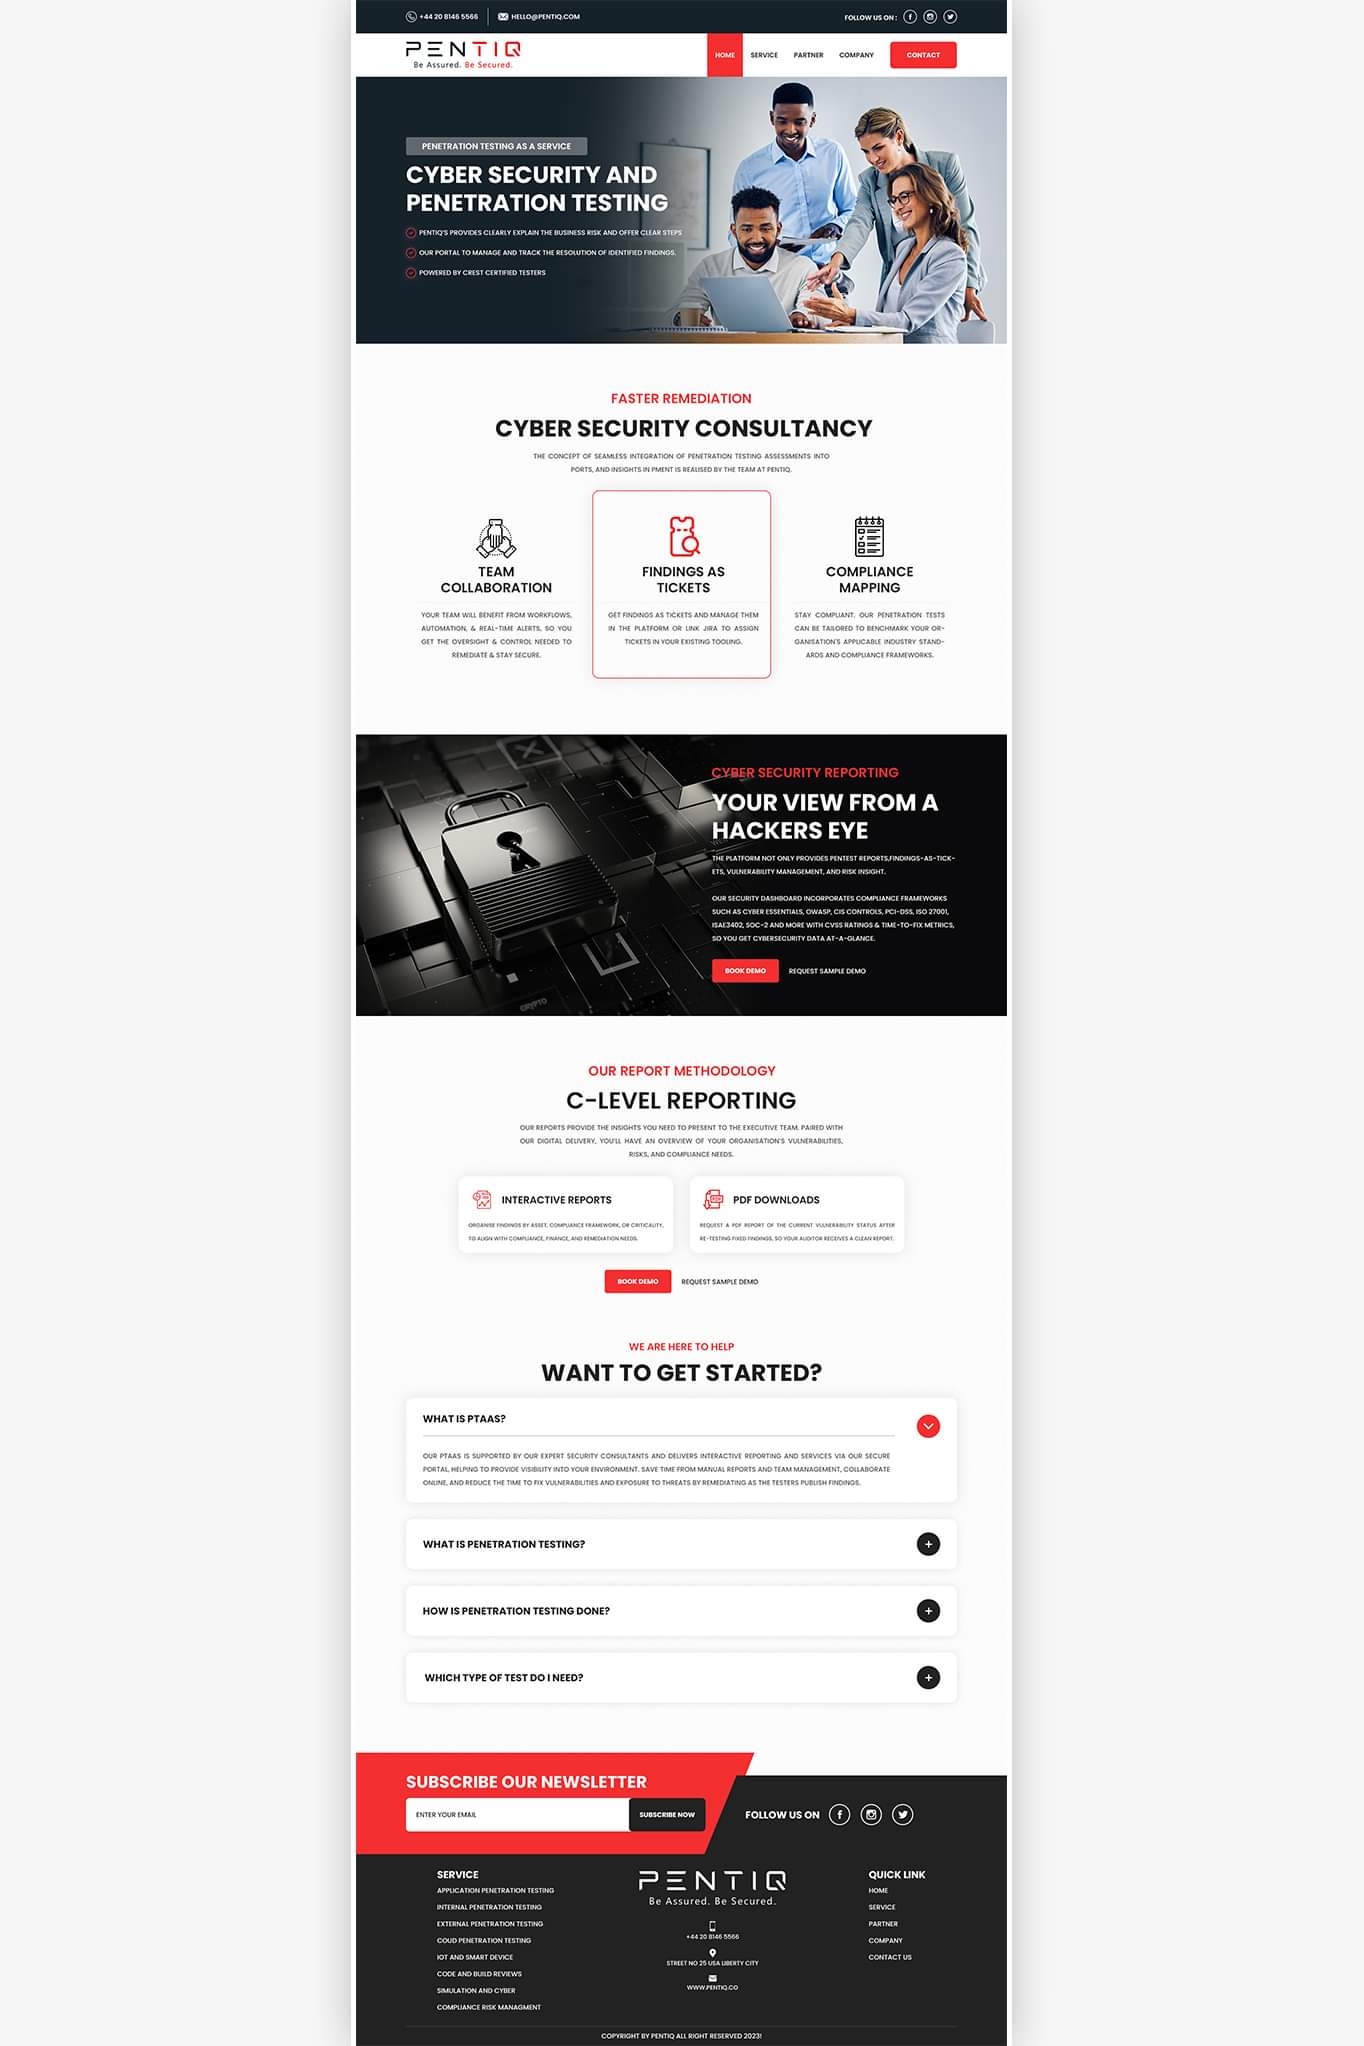 +44 20 8146 5566
HELLO@PENTIQ.COM
FOLLOW US ON :
PENTIQ
Be Assured. Be Secured.
HOME
SERVICE
PARTNER
COMPANY
CONTACT
PENETRATION TESTING AS A SERVICE
CYBER SECURITY AND
PENETRATION TESTING
PENTIQ'S PROVIDES CLEARLY EXPLAIN THE BUSINESS RISK AND OFFER CLEAR STEPS
OUR PORTAL TO MANAGE AND TRACK THE RESOLUTION OF IDENTIFIED FINDINGS.
POWERED BY CREST CERTIFIED TESTERS
FASTER REMEDIATION
CYBER SECURITY CONSULTANCY
THE CONCEPT OF SEAMLESS INTEGRATION OF PENETRATION TESTING ASSESSMENTS INTO
PORTS, AND INSIGHTS IN PMENT IS REALISED BY THE TEAM AT PENTIQ.
TEAM
COLLABORATION
YOUR TEAM WILL BENEFIT FROM WORKFLOWS,
AUTOMATION, & REAL-TIME ALERTS, SO YOU
GET THE OVERSIGHT & CONTROL NEEDED TO
REMEDIATE & STAY SECURE.
FINDINGS AS
TICKETS
GET FINDINGS AS TICKETS AND MANAGE THEM
IN THE PLATFORM OR LINK JIRA TO ASSIGN
TICKETS IN YOUR EXISTING TOOLING.
COMPLIANCE
MAPPING
STAY COMPLIANT. OUR PENETRATION TESTS
CAN BE TAILORED TO BENCHMARK YOUR OR-
GANISATION'S APPLICABLE INDUSTRY STAND-
ARDS AND COMPLIANCE FRAMEWORKS.
CRYPTO
CYBER SECURITY REPORTING
YOUR VIEW FROM A
HACKERS EYE
THE PLATFORM NOT ONLY PROVIDES PENTEST REPORTS,FINDINGS-AS-TICK-
ETS, VULNERABILITY MANAGEMENT, AND RISK INSIGHT.
OUR SECURITY DASHBOARD INCORPORATES COMPLIANCE FRAMEWORKS
SUCH AS CYBER ESSENTIALS, OWASP, CIS CONTROLS, PCI-DSS, ISO 27001,
ISAE3402, SOC-2 AND MORE WITH CVSS RATINGS & TIME-TO-FIX METRICS,
SO YOU GET CYBERSECURITY DATA AT-A-GLANCE.
BOOK DEMO
REQUEST SAMPLE DEMO
OUR REPORT METHODOLOGY
C-LEVEL REPORTING
OUR REPORTS PROVIDE THE INSIGHTS YOU NEED TO PRESENT TO THE EXECUTIVE TEAM. PAIRED WITH
OUR DIGITAL DELIVERY, YOU'LL HAVE AN OVERVIEW OF YOUR ORGANISATION'S VULNERABILITIES,
RISKS, AND COMPLIANCE NEEDS.
INTERACTIVE REPORTS
ORGANISE FINDINGS BY ASSET, COMPLIANCE FRAMEWORK, OR CRITICALITY,
TO ALIGN WITH COMPLIANCE, FINANCE, AND REMEDIATION NEEDS.
PDF DOWNLOADS
REQUEST A PDF REPORT OF THE CURRENT VULNERABILITY STATUS AFTER
RE-TESTING FIXED FINDINGS, SO YOUR AUDITOR RECEIVES A CLEAN REPORT.
BOOK DEMO
REQUEST SAMPLE DEMO
WE ARE HERE TO HELP
WANT TO GET STARTED?
WHAT IS PTAAS?
OUR PTAAS IS SUPPORTED BY OUR EXPERT SECURITY CONSULTANTS AND DELIVERS INTERACTIVE REPORTING AND SERVICES VIA OUR SECURE
PORTAL, HELPING TO PROVIDE VISIBILITY INTO YOUR ENVIRONMENT. SAVE TIME FROM MANUAL REPORTS AND TEAM MANAGEMENT, COLLABORATE
ONLINE, AND REDUCE THE TIME TO FIX VULNERABILITIES AND EXPOSURE TO THREATS BY REMEDIATING AS THE TESTERS PUBLISH FINDINGS.
WHAT IS PENETRATION TESTING?
HOW IS PENETRATION TESTING DONE?
WHICH TYPE OF TEST DO I NEED?
SUBSCRIBE OUR NEWSLETTER
ENTER YOUR EMAIL
SUBSCRIBE NOW
FOLLOW US ON
SERVICE
APPLICATION PENETRATION TESTING
INTERNAL PENETRATION TESTING
EXTERNAL PENETRATION TESTING
COUD PENETRATION TESTING
IOT AND SMART DEVICE
CODE AND BUILD REVIEWS
SIMULATION AND CYBER
COMPLIANCE RISK MANAGMENT
PENTIQ
Be Assured. Be Secured.
+44 20 8146 5566
STREET NO 25 USA LIBERTY CITY
WWW.PENTIQ.CO
QUICK LINK
HOME
SERVICE
PARTNER
COMPANY
CONTACT US
COPYRIGHT BY PENTIQ ALL RIGHT RESERVED 2023!